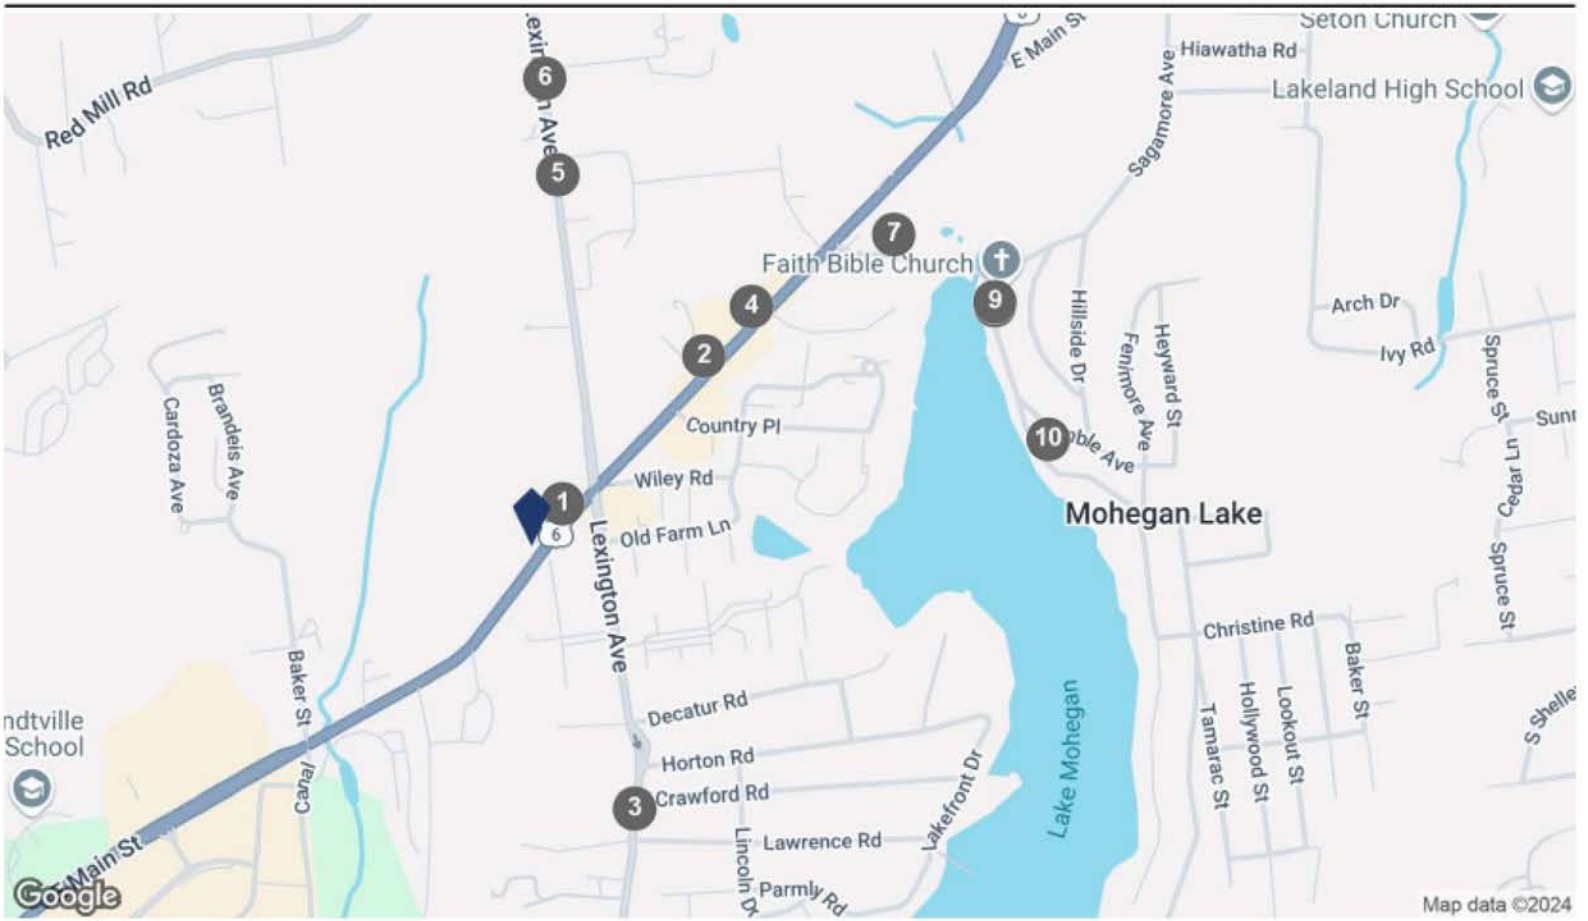 Seton Church
E Main St
Hiawatha Rd
Lakeland High School
Red Mill Rd
6
Ave
5
Sagamore Ave
7
Faith Bible Church
9
4
2
Hillside Dr
Arch Dr
Ivy Rd
Heyward St
Fenimore Ave
Spruce St
Cardoza Ave
Brandeis Ave
Country Pl
10
Ave
Cedar Ln
Wiley Rd
1
6
Mohegan Lake
Old Farm Ln
Lexington Ave
Spruce St
Christine Rd
Baker St
Baker St
Decatur Rd
Hollywood St
Lookout St
Tamarac St
School
Horton Rd
Lake Mohegan
Crawford Rd
3
Lakefront Dr
Lawrence Rd
Lincoln Dr
Main St
Parmly Rd
Google
Map data ©2024